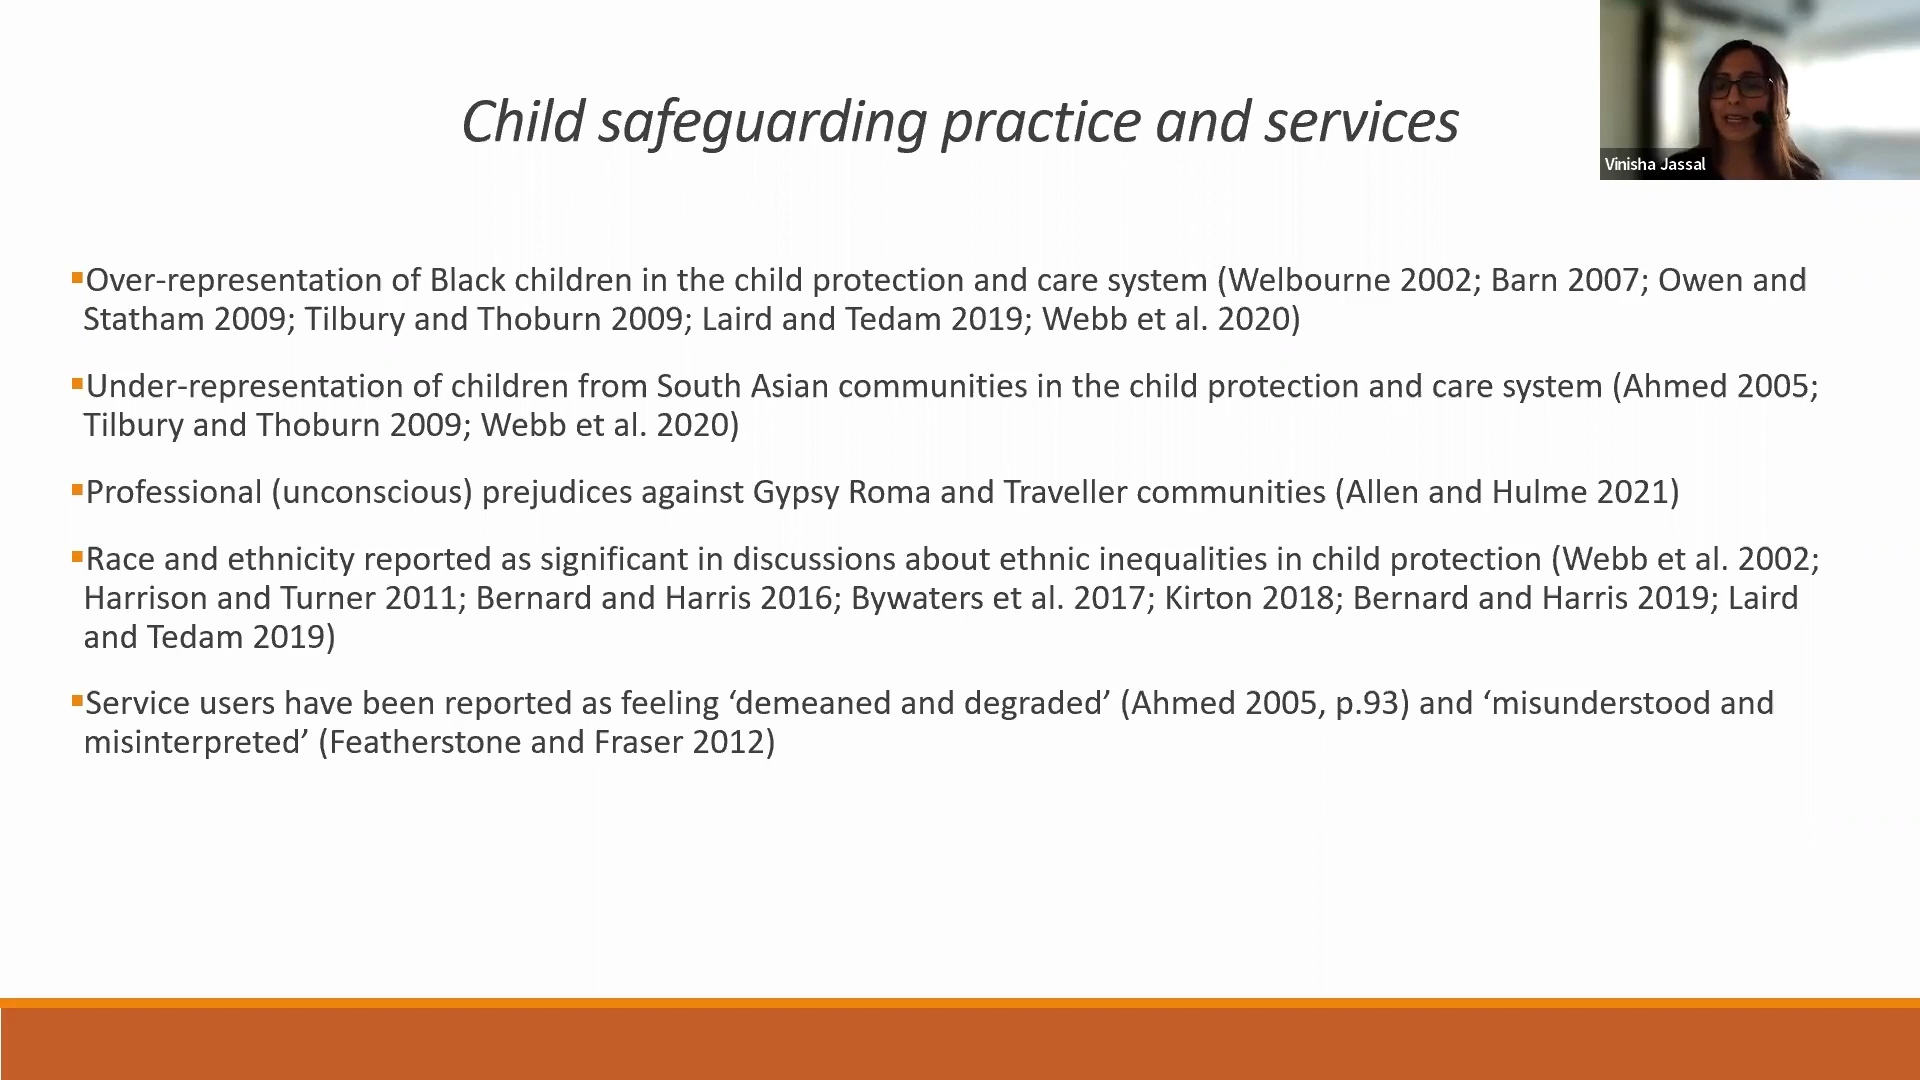 Child safeguarding practice and services
Vinisha Jassal
▪Over-representation of Black children in the child protection and care system (Welbourne 2002; Barn 2007; Owen and
Statham 2009; Tilbury and Thoburn 2009; Laird and Tedam 2019; Webb et al. 2020)
▪Under-representation of children from South Asian communities in the child protection and care system (Ahmed 2005;
Tilbury and Thoburn 2009; Webb et al. 2020)
▪Professional (unconscious) prejudices against Gypsy Roma and Traveller communities (Allen and Hulme 2021)
▪Race and ethnicity reported as significant in discussions about ethnic inequalities in child protection (Webb et al. 2002;
Harrison and Turner 2011; Bernard and Harris 2016; Bywaters et al. 2017; Kirton 2018; Bernard and Harris 2019; Laird
and Tedam 2019)
▪Service users have been reported as feeling ‘demeaned and degraded’ (Ahmed 2005, p.93) and ‘misunderstood and
misinterpreted’ (Featherstone and Fraser 2012)